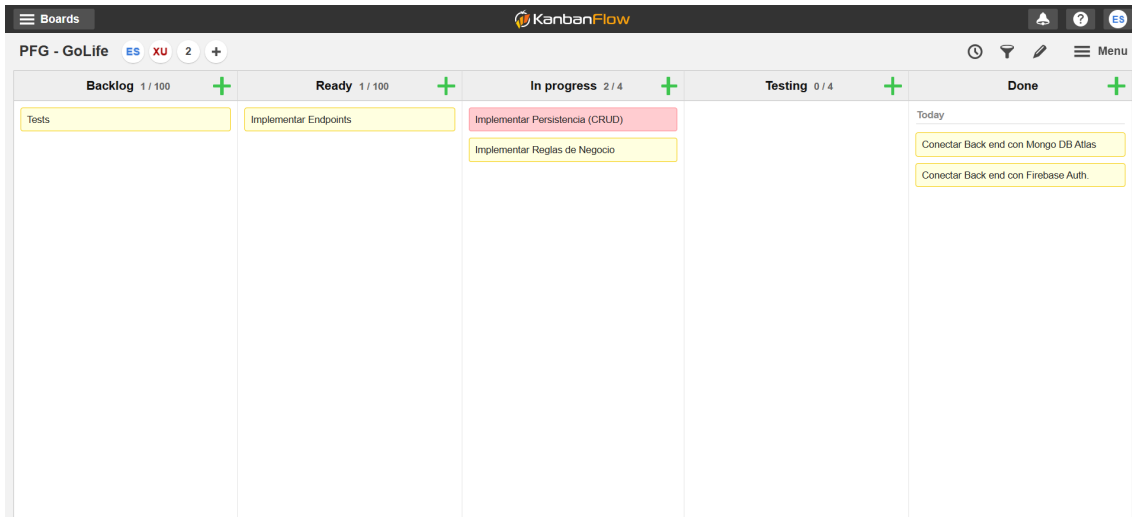 Boards
KanbanFlow
ES
PFG - GoLife ES XU 2 +
Menu
Backlog 1 / 100
Tests
Ready 1 / 100
Implementar Endpoints
In progress 2 / 4
Implementar Persistencia (CRUD)
Implementar Reglas de Negocio
Testing 0 / 4
Done
Today
Conectar Back end con Mongo DB Atlas
Conectar Back end con Firebase Auth.